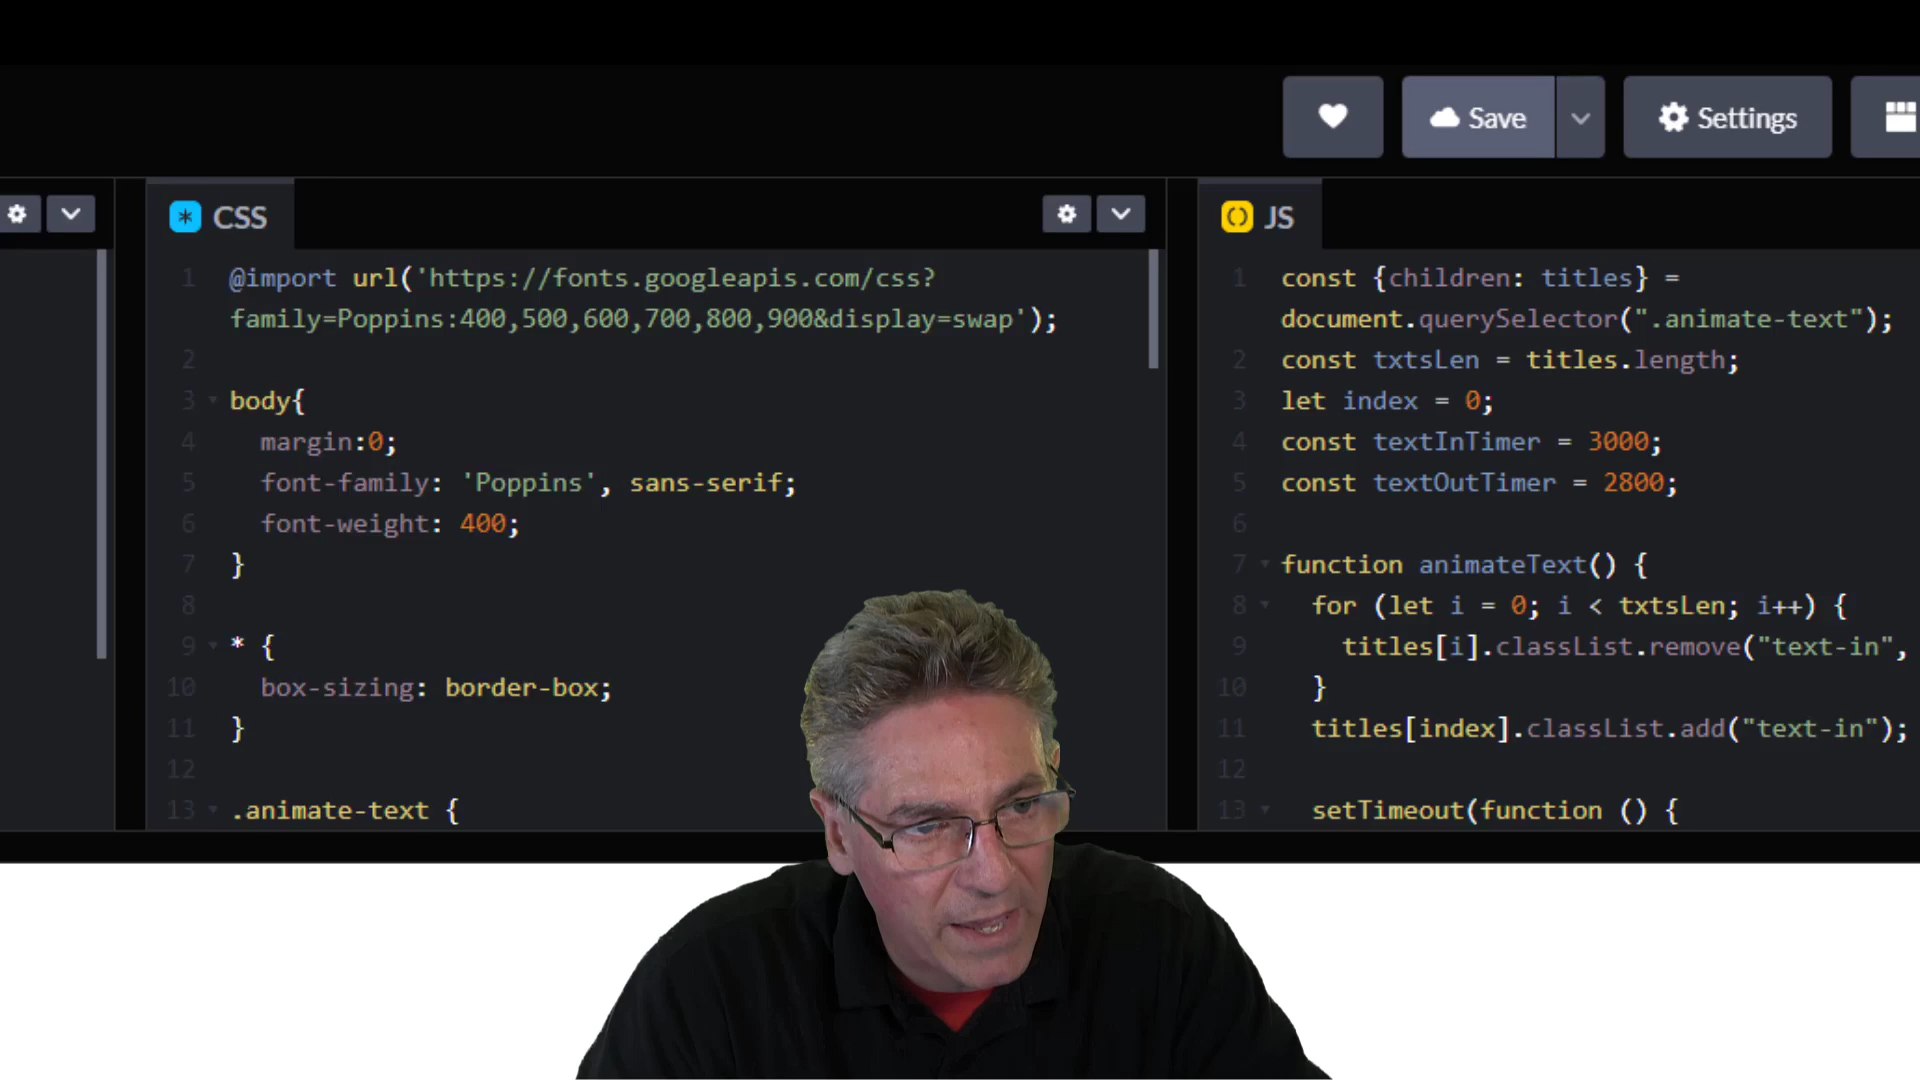 Save
Settings
CSS
1 @import url('https://fonts.googleapis.com/css?
family=Poppins:400,500,600,700,800,900&display=swap');
2
3 body{
4 margin:0;
5 font-family: 'Poppins', sans-serif;
6 font-weight: 400;
7 }
8
9 * {
10 box-sizing: border-box;
11 }
12
13 .animate-text {
JS
1 const {children: titles} =
document.querySelector(".animate-text");
2 const txtsLen = titles.length;
3 let index = 0;
4 const textInTimer = 3000;
5 const textOutTimer = 2800;
6
7 function animateText() {
8 for (let i = 0; i < txtsLen; i++) {
9 titles[i].classList.remove("text-in",
10 }
11 titles[index].classList.add("text-in");
12
13 setTimeout(function () {